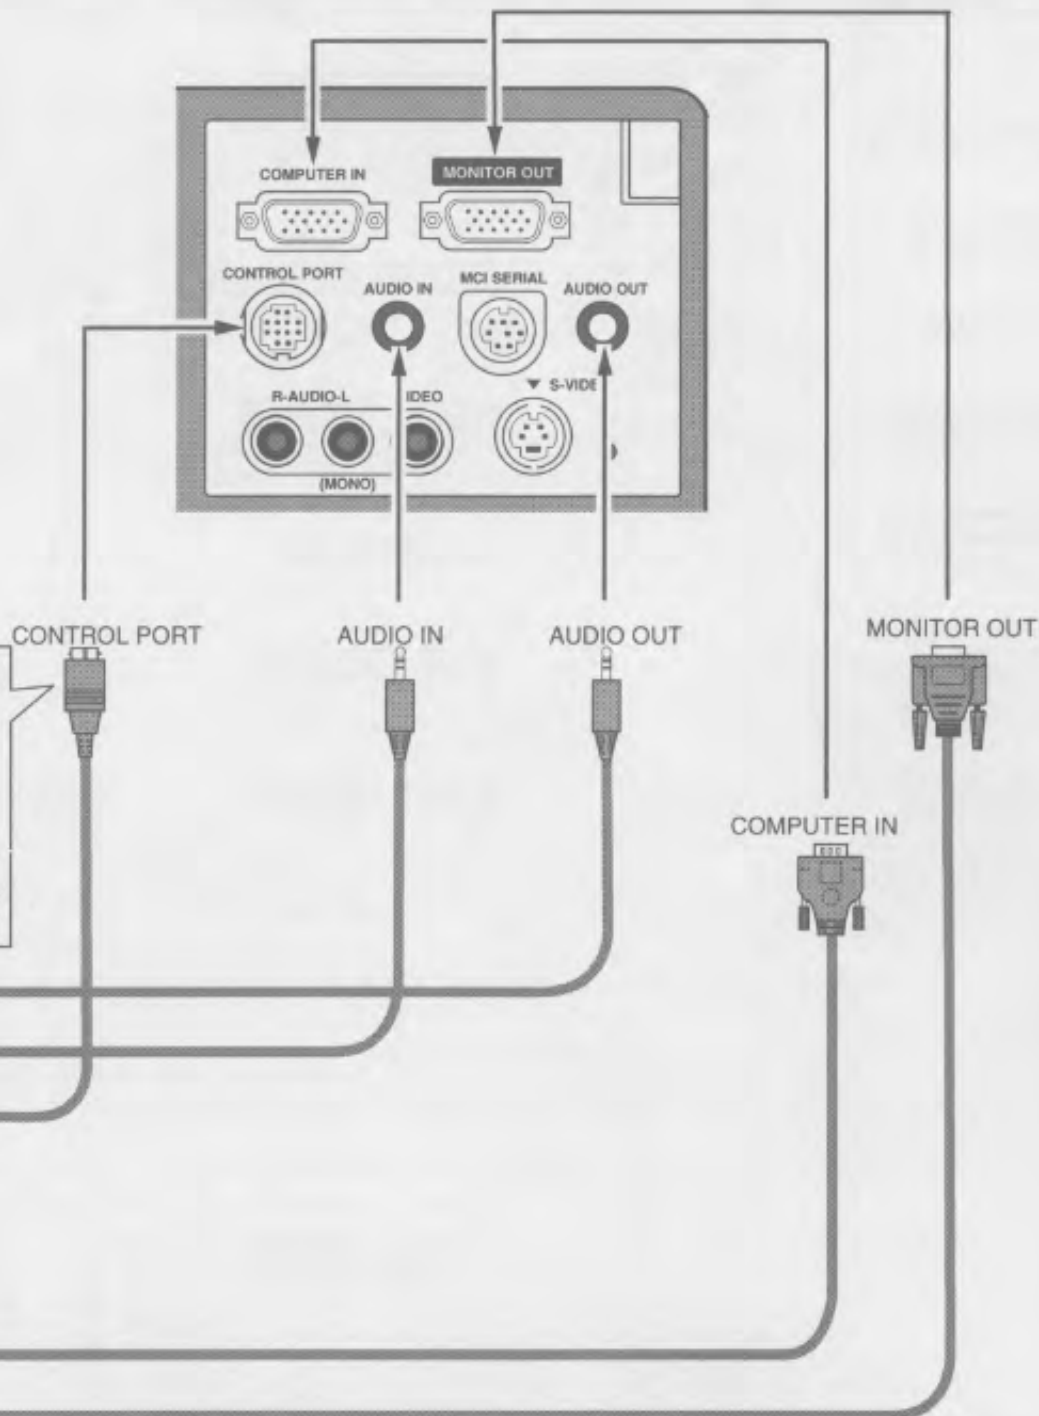 COMPUTER IN
MONITOR OUT
CONTROL PORT
AUDIO IN
MCI SERIAL
AUDIO OUT
R-AUDIO-L
IDEO
▼ S-VIDE
(MONO)
CONTROL PORT
AUDIO IN
AUDIO OUT
MONITOR OUT
COMPUTER IN